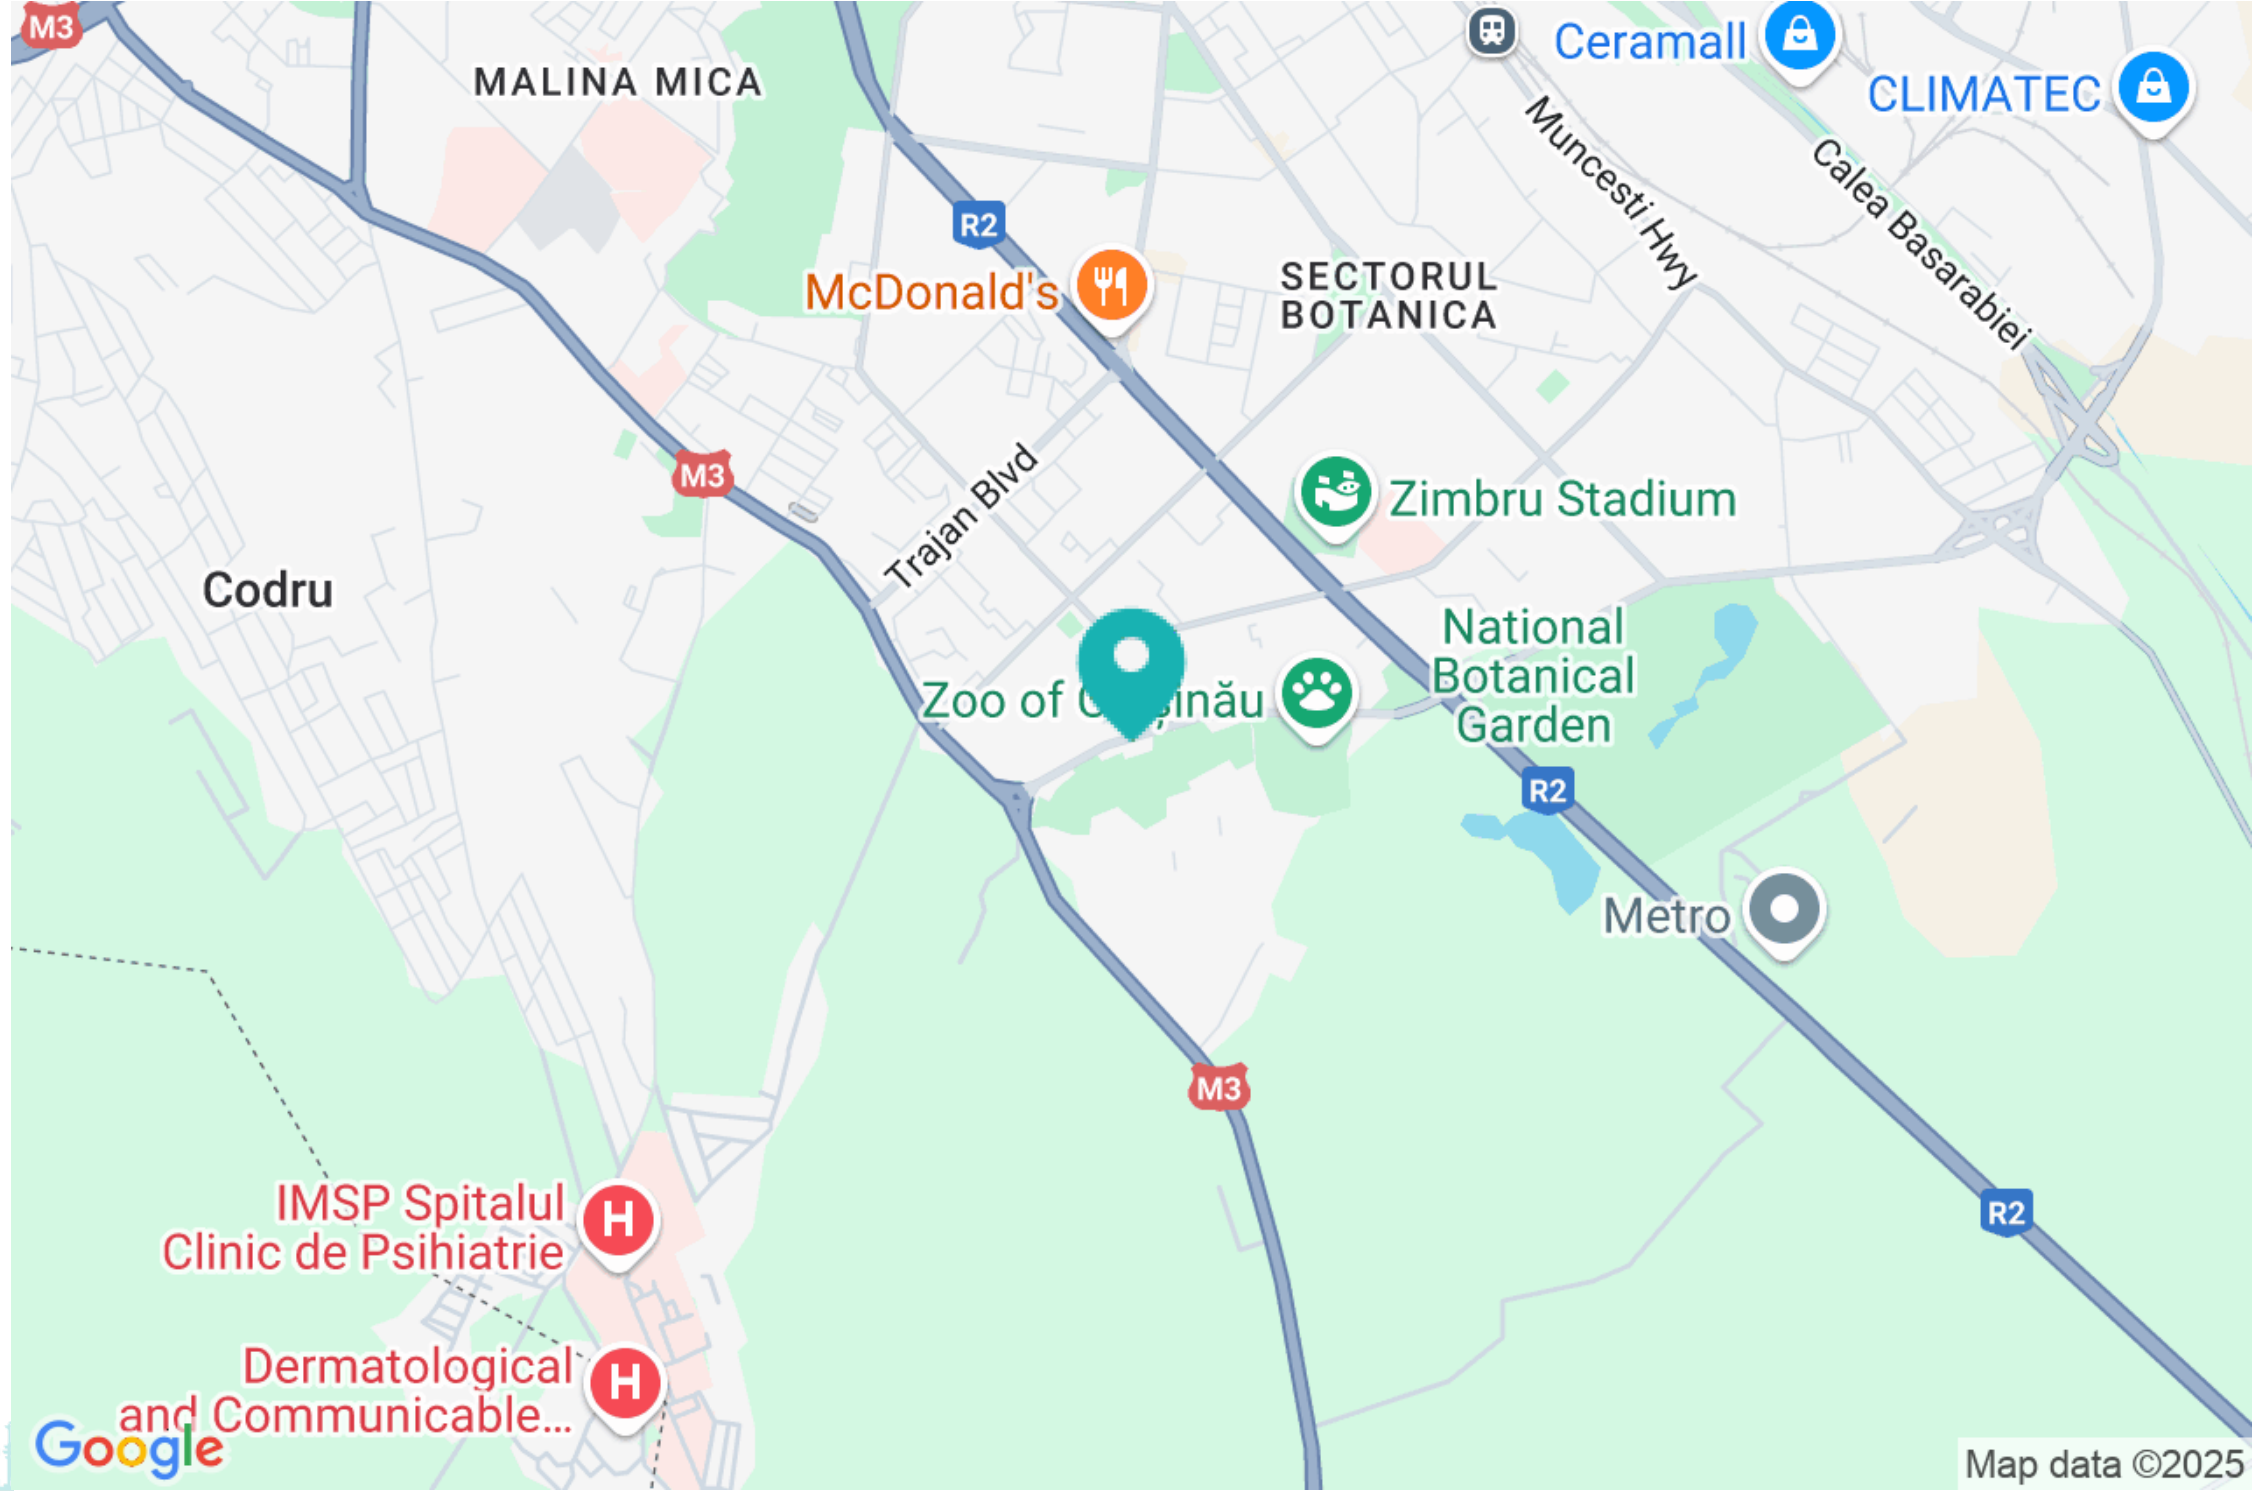 M3
MALINA MICA
Ceramall
CLIMATEC
Muncesti Hwy
Calea Basarabiei
R2
McDonald's
SECTORUL
BOTANICA
M3
Trajan Blvd
Zimbru Stadium
Codru
National
Botanical
Garden
Zoo of
R2
Metro
M3
IMSP Spitalul
Clinic de Psihiatrie
H
R2
Dermatological
and Communicable...
H
Google
Map data ©2025